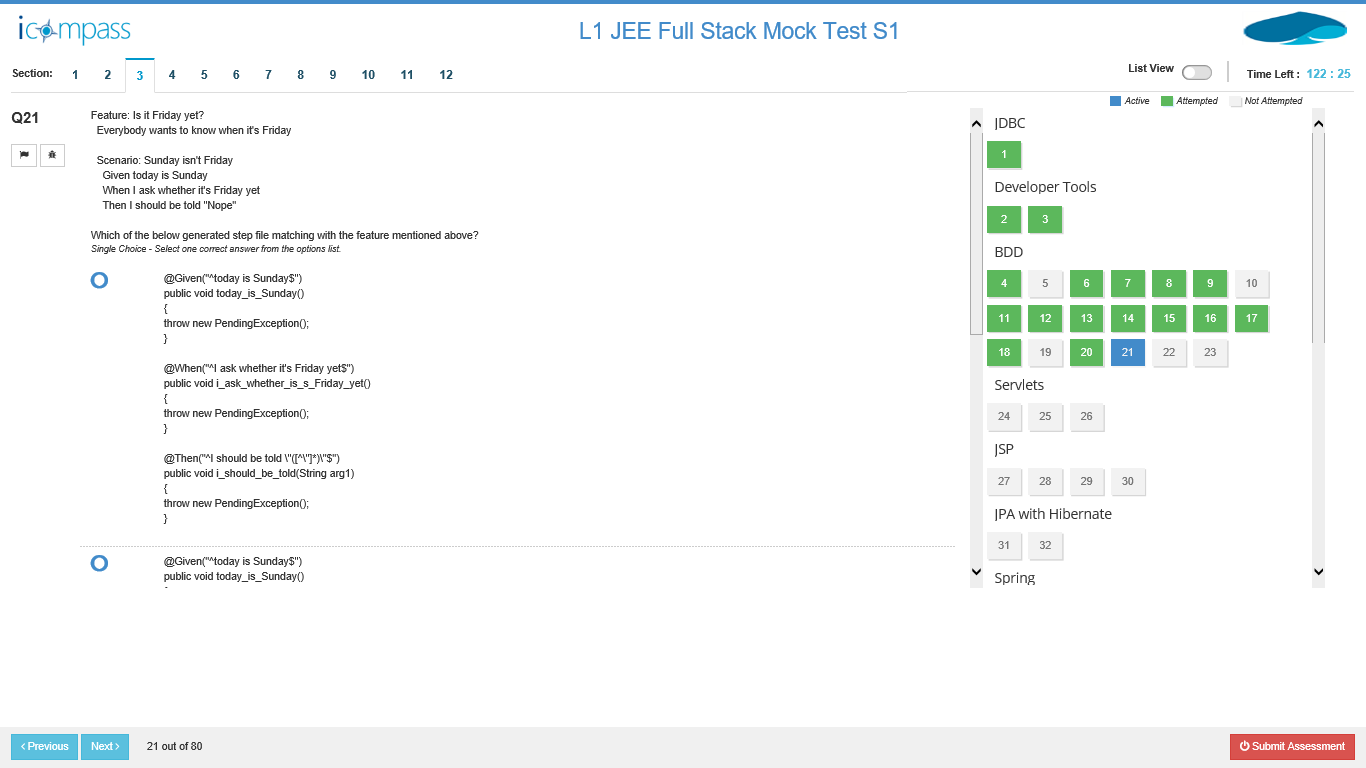 icompass
L1 JEE Full Stack Mock Test S1
Section: 1 2 3 4 5 6 7 8 9 10 11 12
List View
Time Left : 122 : 25
Active Attempted Not Attempted
Q21
Feature: Is it Friday yet?
Everybody wants to know when it's Friday
Scenario: Sunday isn't Friday
Given today is Sunday
When I ask whether it's Friday yet
Then I should be told "Nope"
Which of the below generated step file matching with the feature mentioned above?
Single Choice - Select one correct answer from the options list.
@Given("^today is Sunday$")
public void today_is_Sunday()
{
throw new PendingException();
}
@When("^I ask whether it's Friday yet$")
public void i_ask_whether_is_s_Friday_yet()
{
throw new PendingException();
}
@Then("^I should be told \"([^\"]*)\"$")
public void i_should_be_told(String arg1)
{
throw new PendingException();
}
@Given("^today is Sunday$")
public void today_is_Sunday()
JDBC
1
Developer Tools
2 3
BDD
4 5 6 7 8 9 10
11 12 13 14 15 16 17
18 19 20 21 22 23
Servlets
24 25 26
JSP
27 28 29 30
JPA with Hibernate
31 32
Spring
Previous Next 21 out of 80
Submit Assessment